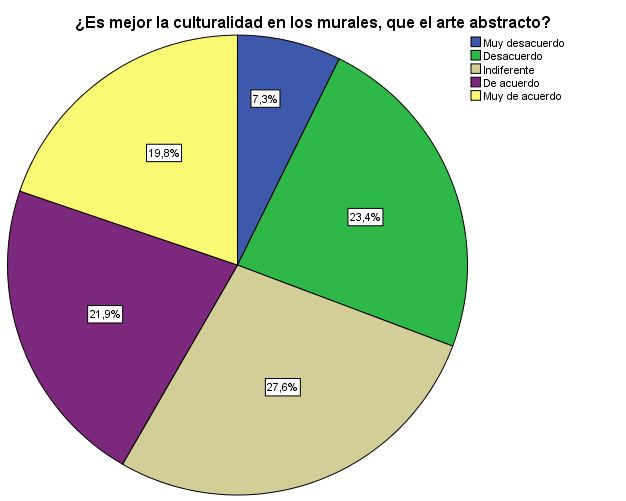 ¿Es mejor la culturalidad en los murales, que el arte abstracto?
Muy desacuerdo
Desacuerdo
Indiferente
De acuerdo
Muy de acuerdo
7,3%
19,8%
23,4%
21,9%
27,6%